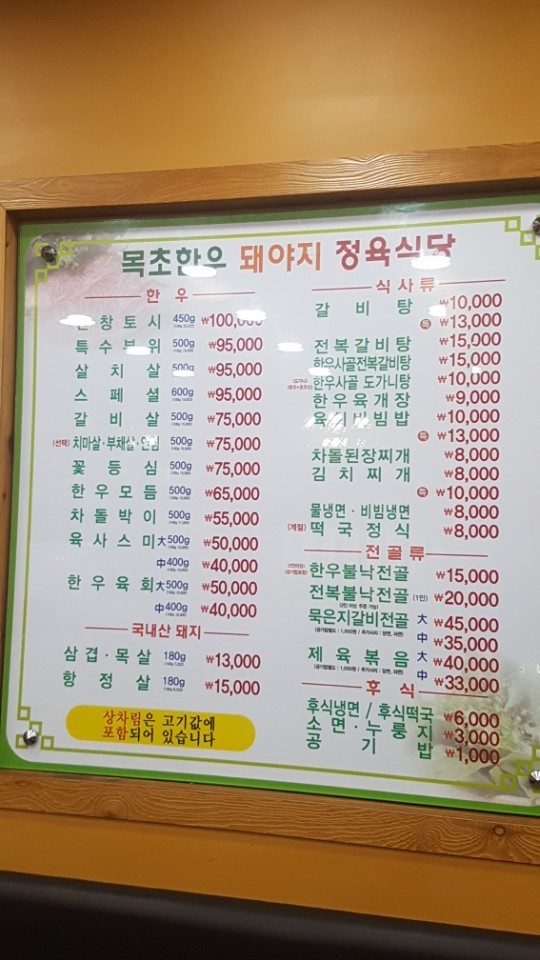 목초한우 돼야지 정육식당
한우
창토시 450g ₩100,000
특수부위 500g ₩95,000
살치살 500g ₩95,000
스페셜 600g ₩95,000
갈비살 500g ₩75,000
(선택) 치마살·부채살·안심 500g ₩75,000
꽃등심 500g ₩75,000
한우모듬 500g ₩65,000
차돌박이 500g ₩55,000
육사스미 大500g ₩50,000
中400g ₩40,000
한우육회 大500g ₩50,000
中400g ₩40,000
국내산 돼지
삼겹·목살 180g ₩13,000
항정살 180g ₩15,000
상차림은 고기값에
포함되어 있습니다
식사류
갈비탕 ₩10,000
특 ₩13,000
전복갈비탕 ₩15,000
한우사골전복갈비탕 ₩15,000
한우사골 도가니탕 ₩10,000
한우육개장 ₩9,000
육회비빔밥 ₩10,000
특 ₩13,000
차돌된장찌개 ₩8,000
김치찌개 ₩8,000
특 ₩10,000
물냉면·비빔냉면 ₩8,000
(계절) 떡국정식 ₩8,000
전골류
한우불낙전골 ₩15,000
전복불낙전골 (1인) ₩20,000
묵은지갈비전골 大 ₩45,000
中 ₩35,000
제육볶음 大 ₩40,000
中 ₩33,000
후식
후식냉면 / 후식떡국 ₩6,000
소면·누룽지 ₩3,000
공기밥 ₩1,000